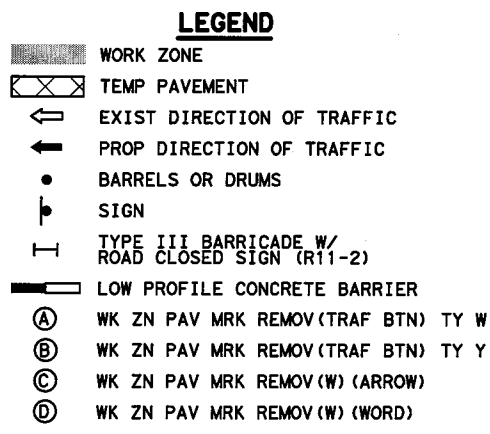 LEGEND
WORK ZONE
TEMP PAVEMENT
EXIST DIRECTION OF TRAFFIC
PROP DIRECTION OF TRAFFIC
BARRELS OR DRUMS
SIGN
TYPE III BARRICADE W/
ROAD CLOSED SIGN (R11-2)
LOW PROFILE CONCRETE BARRIER
A WK ZN PAV MRK REMOV(TRAF BTN) TY W
B WK ZN PAV MRK REMOV(TRAF BTN) TY Y
C WK ZN PAV MRK REMOV(W)(ARROW)
D WK ZN PAV MRK REMOV(W)(WORD)